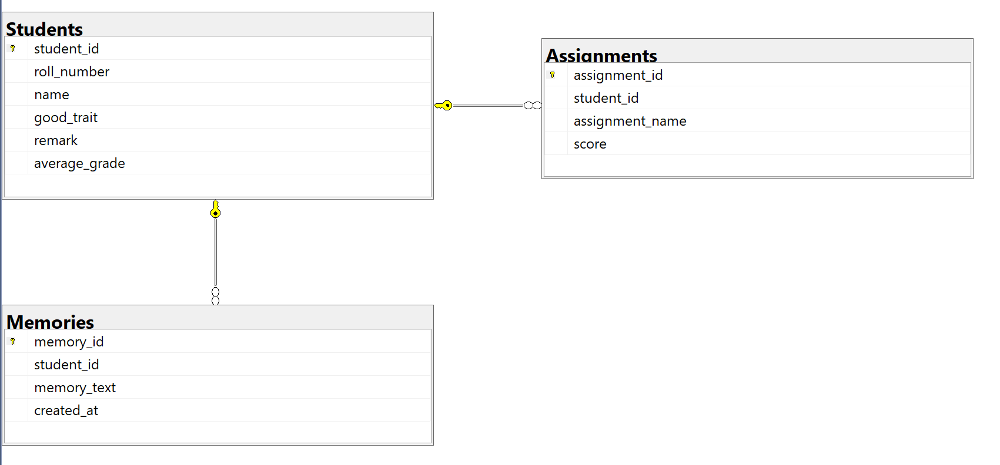 Students
student_id
roll_number
name
good_trait
remark
average_grade
Assignments
assignment_id
student_id
assignment_name
score
Memories
memory_id
student_id
memory_text
created_at